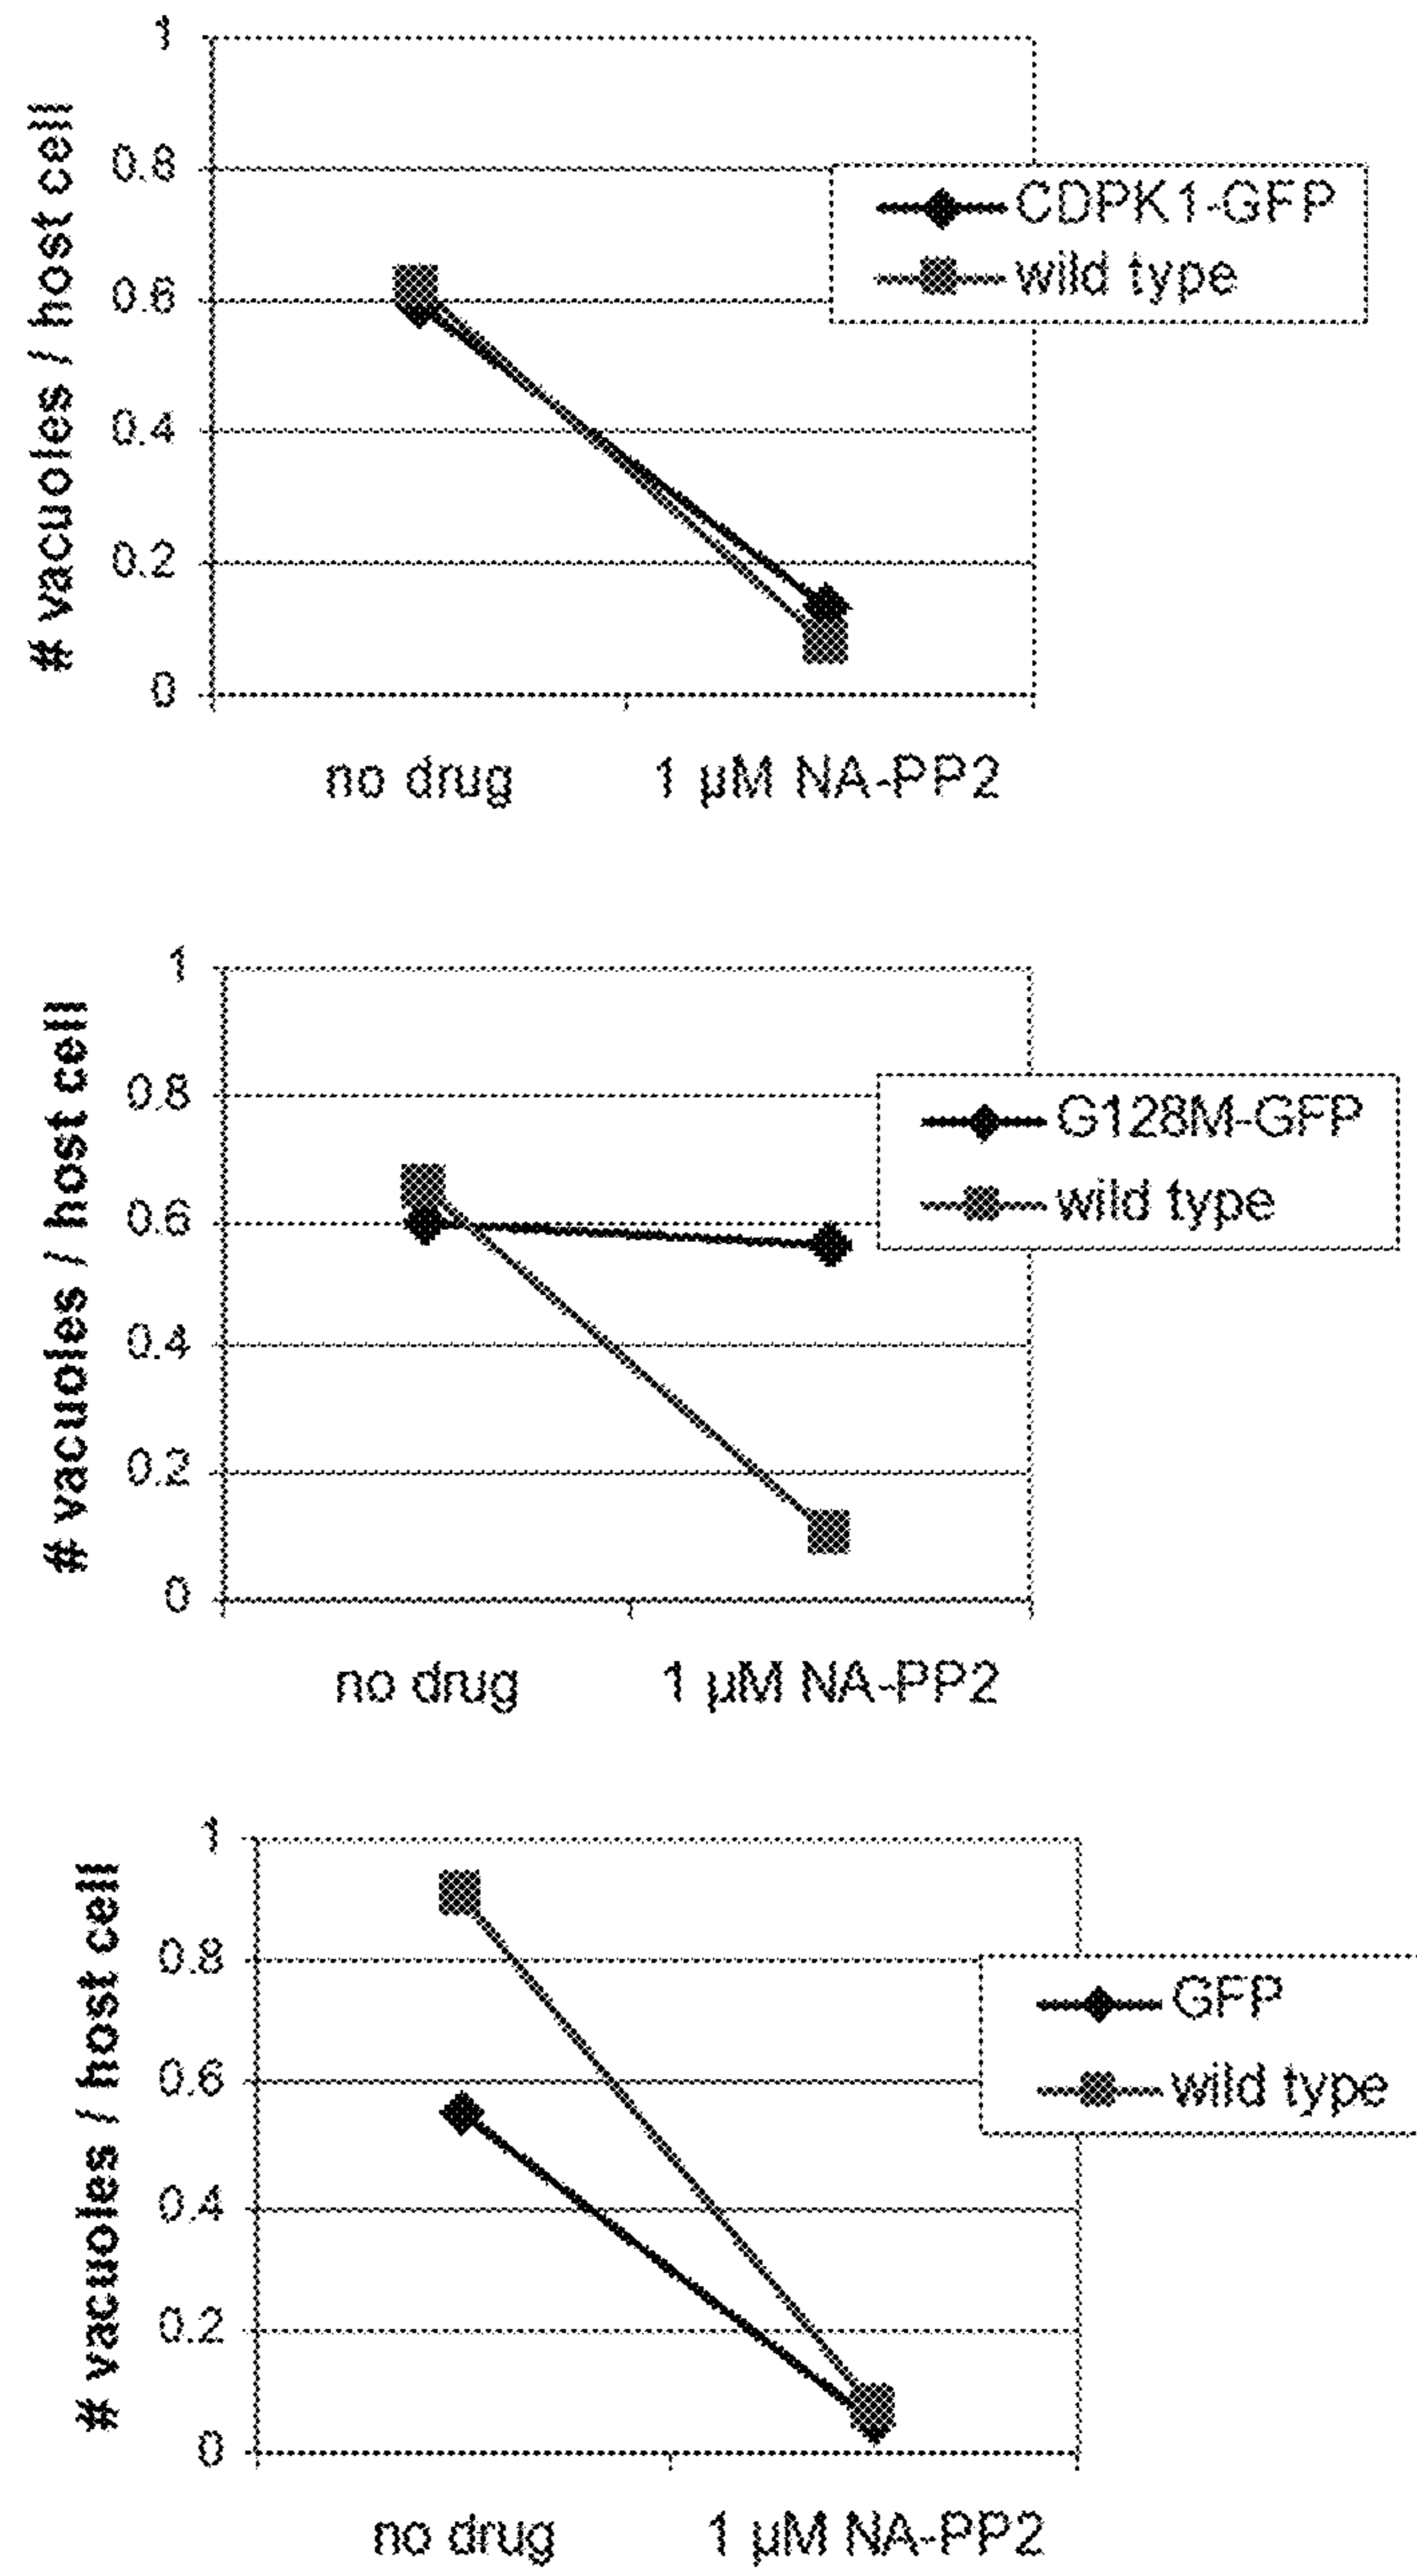 # vacuoles / host cell
1
0.8
0.6
0.4
0.2
0
CDPK1-GFP
wild type
no drug 1 µM NA-PP2
# vacuoles / host cell
1
0.8
0.6
0.4
0.2
0
G128M-GFP
wild type
no drug 1 µM NA-PP2
# vacuoles / host cell
1
0.8
0.6
0.4
0.2
0
GFP
wild type
no drug 1 µM NA-PP2